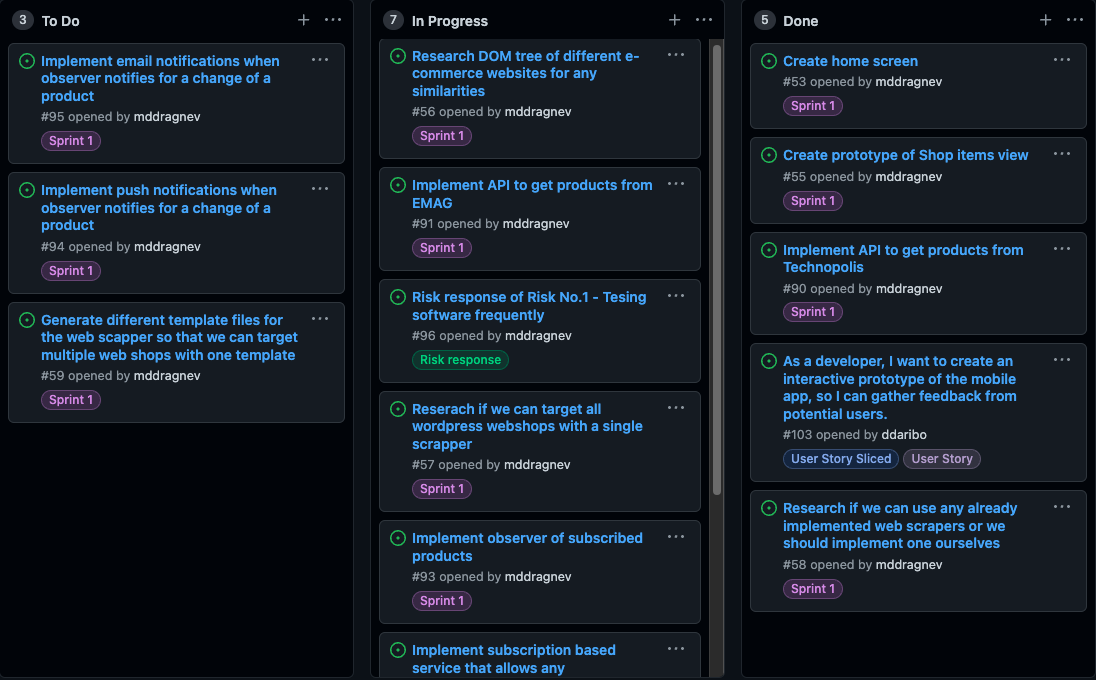 3 To Do
Implement email notifications when
observer notifies for a change of a
product
#95 opened by mddragnev
Sprint 1
Implement push notifications when
observer notifies for a change of a
product
#94 opened by mddragnev
Sprint 1
Generate different template files for
the web scapper so that we can target
multiple web shops with one template
#59 opened by mddragnev
Sprint 1
7 In Progress
Research DOM tree of different e-
commerce websites for any
similarities
#56 opened by mddragnev
Sprint 1
Implement API to get products from
EMAG
#91 opened by mddragnev
Sprint 1
Risk response of Risk No.1 - Tesing
software frequently
#96 opened by mddragnev
Risk response
Reserach if we can target all
wordpress webshops with a single
scrapper
#57 opened by mddragnev
Sprint 1
Implement observer of subscribed
products
#93 opened by mddragnev
Sprint 1
Implement subscription based
service that allows any
5 Done
Create home screen
#53 opened by mddragnev
Sprint 1
Create prototype of Shop items view
#55 opened by mddragnev
Sprint 1
Implement API to get products from
Technopolis
#90 opened by mddragnev
Sprint 1
As a developer, I want to create an
interactive prototype of the mobile
app, so I can gather feedback from
potential users.
#103 opened by ddaribo
User Story Sliced User Story
Research if we can use any already
implemented web scrapers or we
should implement one ourselves
#58 opened by mddragnev
Sprint 1